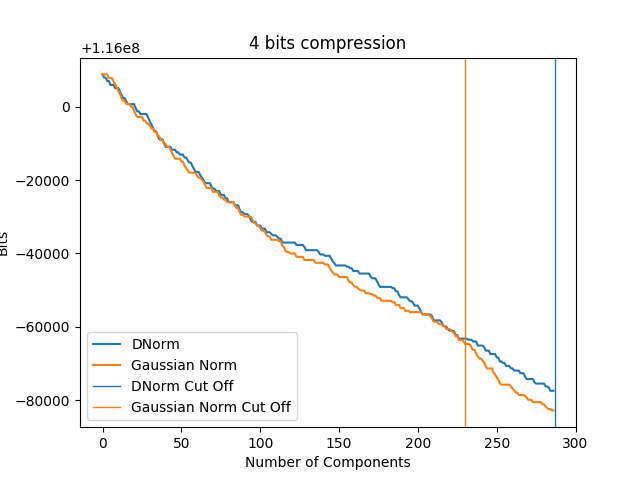 4 bits compression
+1.16e8
0
−20000
−40000
−60000
−80000
Bits
DNorm
Gaussian Norm
DNorm Cut Off
Gaussian Norm Cut Off
0 50 100 150 200 250 300
Number of Components